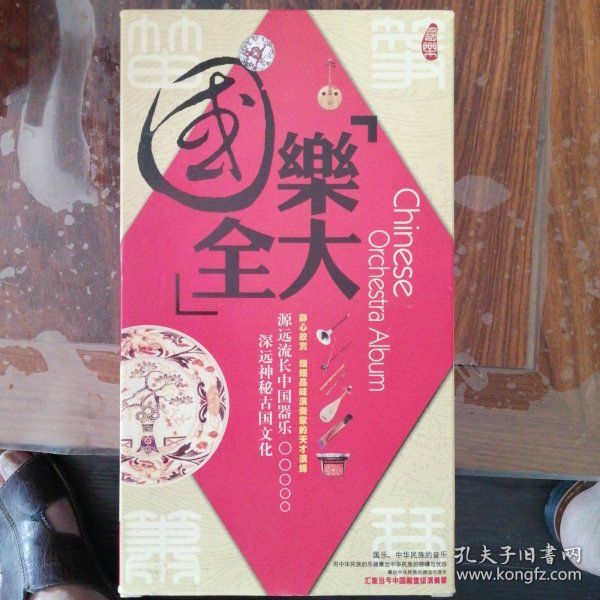 國樂
大全
Chinese
Orchestra Album
静心欣赏 细细品味演奏家的天才演绎
源远流长中国器乐 〇〇〇〇〇
深远神秘古国文化
国乐,中华民族的音乐
汇集当今中国殿堂级演奏家
孔夫子旧书网
www.kongfz.com